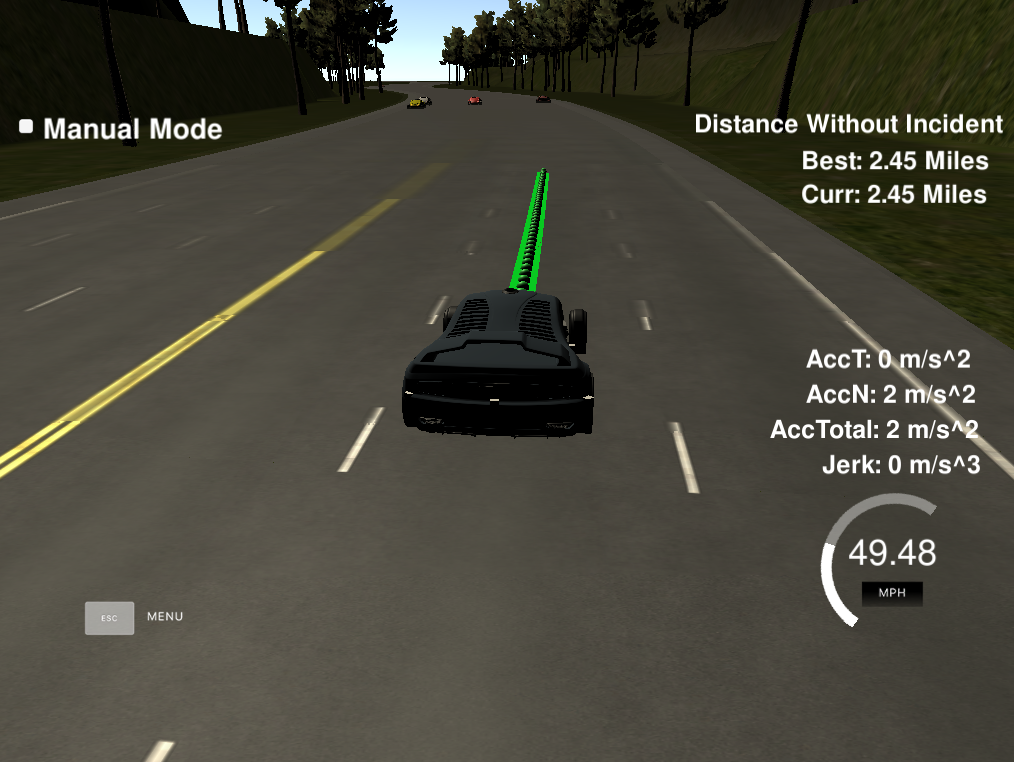 Manual Mode
Distance Without Incident
Best: 2.45 Miles
Curr: 2.45 Miles
AccT: 0 m/s^2
AccN: 2 m/s^2
AccTotal: 2 m/s^2
Jerk: 0 m/s^3
49.48
MPH
ESC MENU